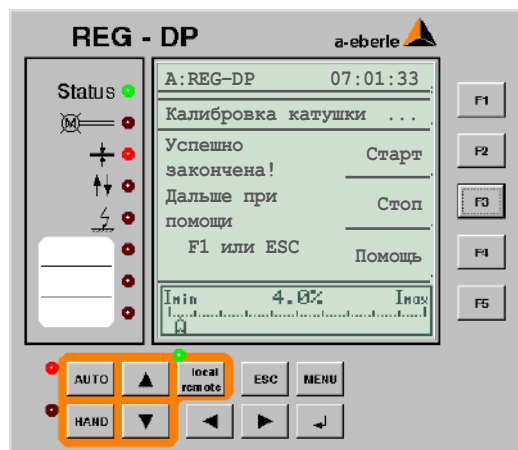 REG - DP
a-eberle
Status
M
A:REG-DP 07:01:33
Калибровка катушки ...
Успешно
закончена!
Дальше при
помощи
F1 или ESC
Старт
Стоп
Помощь
Imin 4.0% Imax
F1
F2
F3
F4
F5
AUTO
local
remote
ESC
MENU
HAND